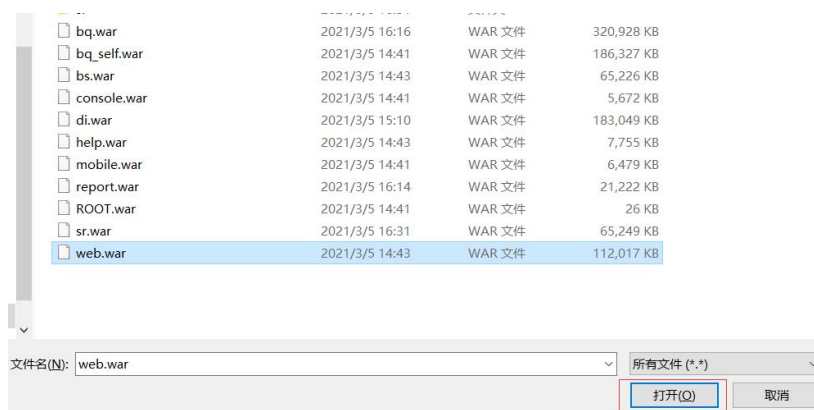 bq.war 2021/3/5 16:16 WAR 文件 320,928 KB
bq_self.war 2021/3/5 14:41 WAR 文件 186,327 KB
bs.war 2021/3/5 14:43 WAR 文件 65,226 KB
console.war 2021/3/5 14:41 WAR 文件 5,672 KB
di.war 2021/3/5 15:10 WAR 文件 183,049 KB
help.war 2021/3/5 14:43 WAR 文件 7,755 KB
mobile.war 2021/3/5 14:41 WAR 文件 6,479 KB
report.war 2021/3/5 16:14 WAR 文件 21,222 KB
ROOT.war 2021/3/5 14:41 WAR 文件 26 KB
sr.war 2021/3/5 16:31 WAR 文件 65,249 KB
web.war 2021/3/5 14:43 WAR 文件 112,017 KB
文件名(N): web.war 所有文件 (*.*)
打开(O) 取消